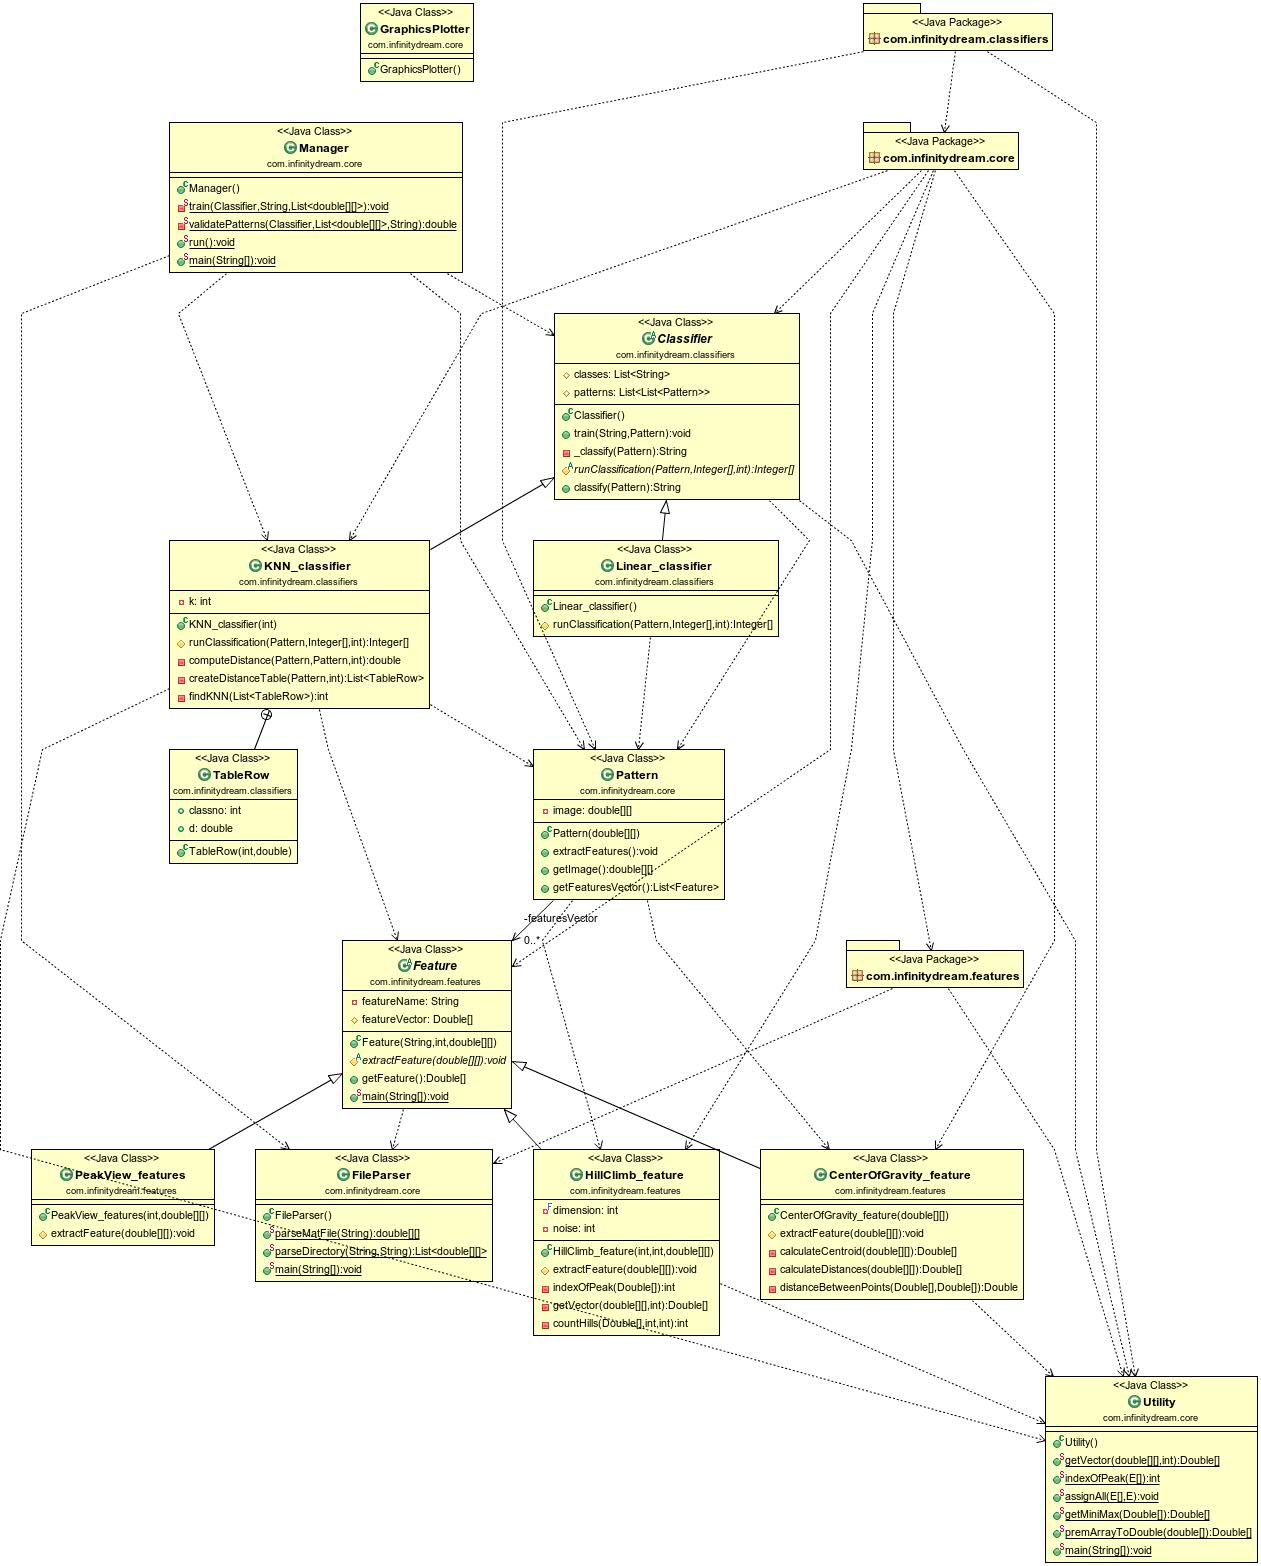 <<Java Class>>
GraphicsPlotter
com.infinitydream.core
GraphicsPlotter()
<<Java Package>>
com.infinitydream.classifiers
<<Java Class>>
Manager
com.infinitydream.core
Manager()
train(Classifier,String,List<double[][]>):void
validatePatterns(Classifier,List<double[][]>,String):double
run():void
main(String[]):void
<<Java Package>>
com.infinitydream.core
<<Java Class>>
Classifier
com.infinitydream.classifiers
classes: List<String>
patterns: List<List<Pattern>>
Classifier()
train(String,Pattern):void
_classify(Pattern):String
runClassification(Pattern,Integer[],int):Integer[]
classify(Pattern):String
<<Java Class>>
KNN_classifier
com.infinitydream.classifiers
k: int
KNN_classifier(int)
runClassification(Pattern,Integer[],int):Integer[]
computeDistance(Pattern,Pattern,int):double
createDistanceTable(Pattern,int):List<TableRow>
findKNN(List<TableRow>):int
<<Java Class>>
Linear_classifier
com.infinitydream.classifiers
Linear_classifier()
runClassification(Pattern,Integer[],int):Integer[]
<<Java Class>>
TableRow
com.infinitydream.classifiers
classno: int
d: double
TableRow(int,double)
<<Java Class>>
Pattern
com.infinitydream.core
image: double[][]
Pattern(double[][])
extractFeatures():void
getImage():double[][]
getFeaturesVector():List<Feature>
-featuresVector
0..*
<<Java Class>>
Feature
com.infinitydream.features
featureName: String
featureVector: Double[]
Feature(String,int,double[][])
extractFeature(double[][]):void
getFeature():Double[]
main(String[]):void
<<Java Package>>
com.infinitydream.features
<<Java Class>>
PeakView_features
com.infinitydream.features
PeakView_features(int,double[][])
extractFeature(double[][]):void
<<Java Class>>
FileParser
com.infinitydream.core
FileParser()
parseMatFile(String):double[][]
parseDirectory(String,String):List<double[][]>
main(String[]):void
<<Java Class>>
HillClimb_feature
com.infinitydream.features
dimension: int
noise: int
HillClimb_feature(int,int,double[][])
extractFeature(double[][]):void
indexOfPeak(Double[]):int
getVector(double[][],int):Double[]
countHills(Double[],int,int):int
<<Java Class>>
CenterOfGravity_feature
com.infinitydream.features
CenterOfGravity_feature(double[][])
extractFeature(double[][]):void
calculateCentroid(double[][]):Double[]
calculateDistances(double[][]):Double[]
distanceBetweenPoints(Double[],Double[]):Double
<<Java Class>>
Utility
com.infinitydream.core
Utility()
getVector(double[][],int):Double[]
indexOfPeak(E[]):int
assignAll(E[],E):void
getMiniMax(Double[]):Double[]
premArrayToDouble(double[]):Double[]
main(String[]):void